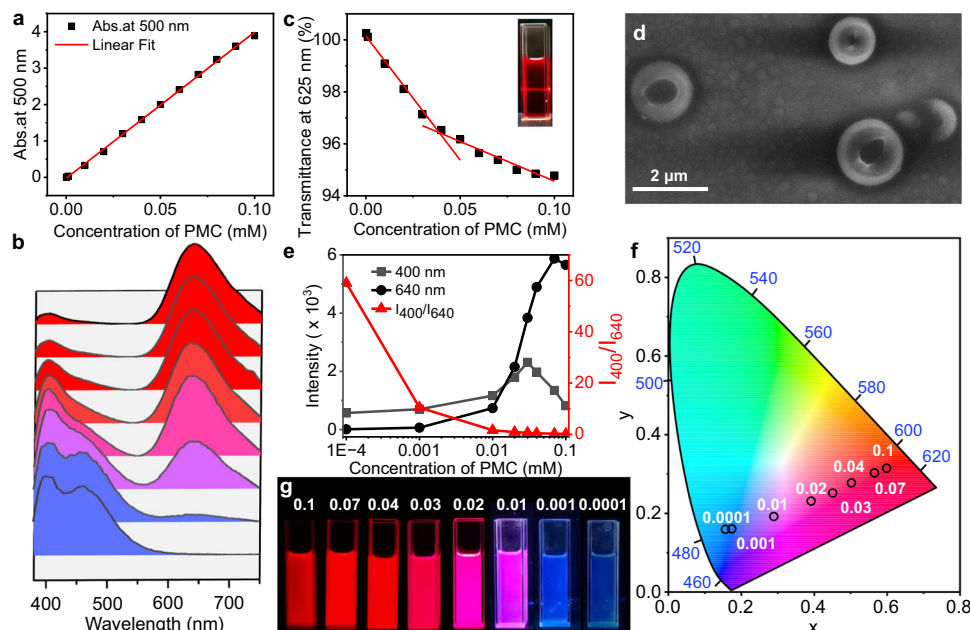 a
Abs.at 500 nm
Linear Fit
Abs.at 500 nm
4
3
2
1
0
0.00 0.05 0.10
Concentration of PMC (mM)
c
Transmittance at 625 nm (%)
100
98
96
94
0.00 0.05 0.10
Concentration of PMC (mM)
d
2 μm
b
400 500 600 700
Wavelength (nm)
e
400 nm
640 nm
I400/I640
Intensity ( x 10⁻³)
6
4
2
0
60
40
20
10
0
I400/I640
1E−4 0.001 0.01 0.1
Concentration of PMC (mM)
f
520
540
560
580
600
620
500
480
460
y
0.8
0.6
0.4
0.2
0.0
0.0 0.2 0.4 0.6 0.8
x
0.1
0.04
0.07
0.02
0.03
0.01
0.0001
0.001
g
0.1 0.07 0.04 0.03 0.02 0.01 0.001 0.0001